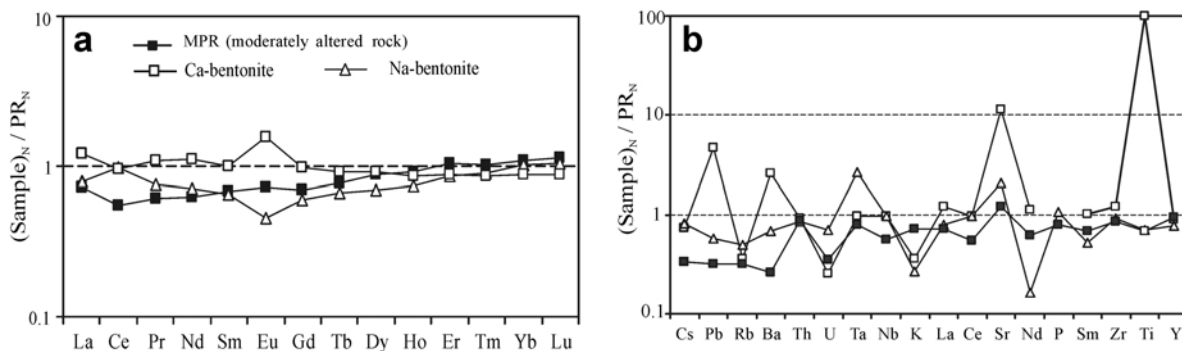 a
10
1
0.1
(Sample)N / PRN
MPR (moderately altered rock)
Ca-bentonite Na-bentonite
La Ce Pr Nd Sm Eu Gd Tb Dy Ho Er Tm Yb Lu
b
100
10
1
0.1
(Sample)N / PRN
Cs Pb Rb Ba Th U Ta Nb K La Ce Sr Nd P Sm Zr Ti Y